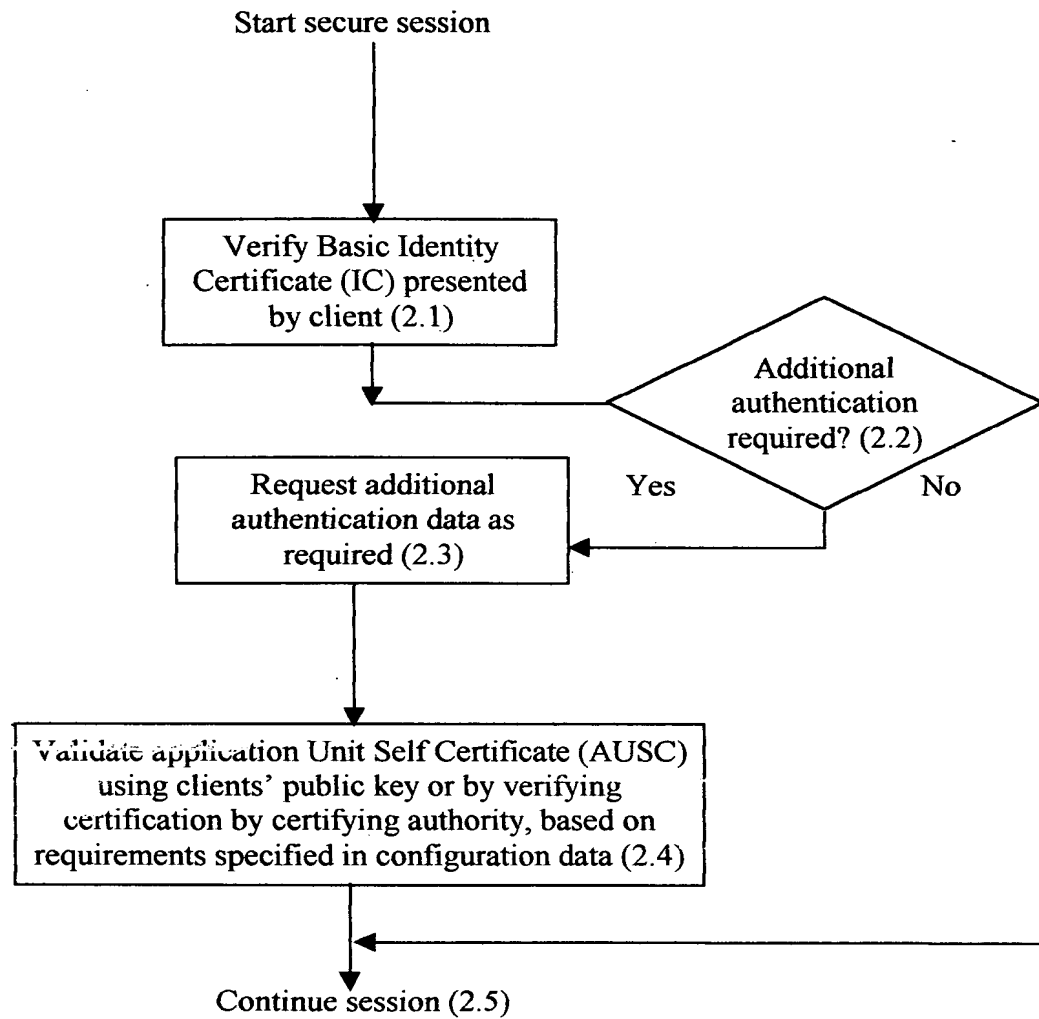 Start secure session
Verify Basic Identity
Certificate (IC) presented
by client (2.1)
Additional
authentication
required? (2.2)
Yes
No
Request additional
authentication data as
required (2.3)
Validate application Unit Self Certificate (AUSC)
using clients' public key or by verifying
certification by certifying authority, based on
requirements specified in configuration data (2.4)
Continue session (2.5)